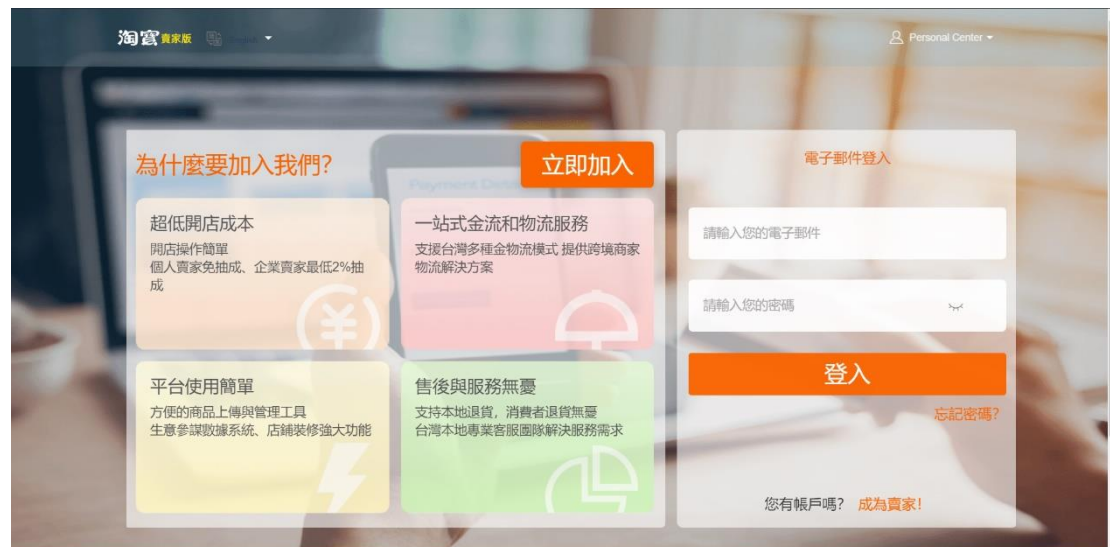 淘寶賣家版
Personal Center
為什麼要加入我們?
立即加入
超低開店成本
開店操作簡單
個人賣家免抽成、企業賣家最低2%抽
成
一站式金流和物流服務
支援台灣多種金物流模式 提供跨境商家
物流解決方案
平台使用簡單
方便的商品上傳與管理工具
生意參謀數據系統、店鋪裝修強大功能
售後與服務無憂
支持本地退貨，消費者退貨無憂
台灣本地專業客服團隊解決服務需求
電子郵件登入
請輸入您的電子郵件
請輸入您的密碼
登入
忘記密碼?
您有帳戶嗎? 成為賣家!